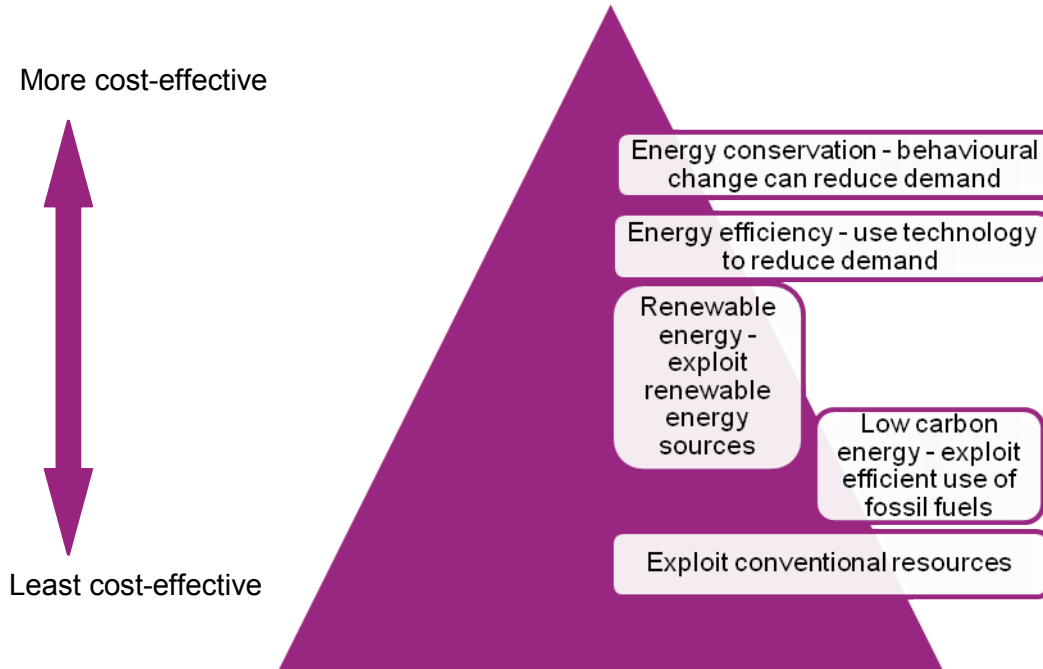 More cost-effective
Energy conservation - behavioural
change can reduce demand
Energy efficiency - use technology
to reduce demand
Renewable
energy -
exploit
renewable
energy
sources
Low carbon
energy - exploit
efficient use of
fossil fuels
Exploit conventional resources
Least cost-effective